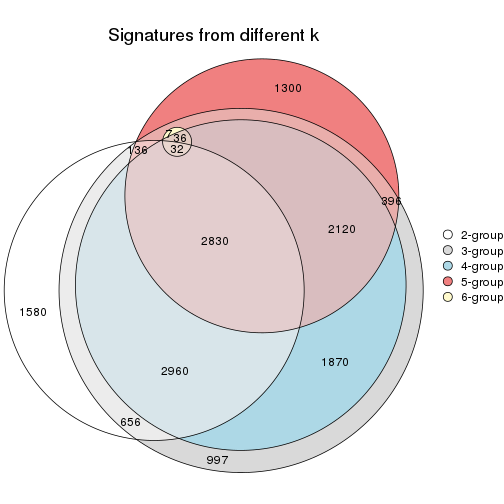 Signatures from different k
1300
7
36
136
32
396
2120
2830
2-group
3-group
4-group
5-group
6-group
1580
1870
2960
656
997